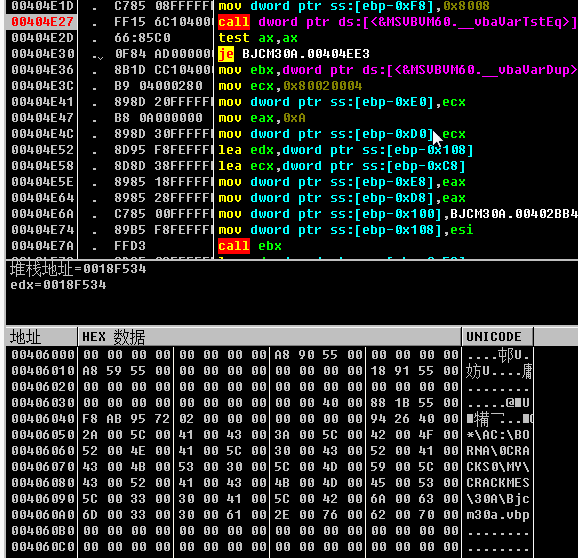 00404E1D . C785 08FFFFFF mov dword ptr ss:[ebp-0xF8],0x8008
00404E27 . FF15 6C104000 call dword ptr ds:[<&MSVBVM60.__vbaVarTstEq>]
00404E2D . 66:85C0 test ax,ax
00404E30 .⌄ 0F84 AD000000 je BJCM30A.00404EE3
00404E36 . 8B1D CC104000 mov ebx,dword ptr ds:[<&MSVBVM60.__vbaVarDup>
00404E3C . B9 04000280 mov ecx,0x80020004
00404E41 . 898D 20FFFFFF mov dword ptr ss:[ebp-0xE0],ecx
00404E47 . B8 0A000000 mov eax,0xA
00404E4C . 898D 30FFFFFF mov dword ptr ss:[ebp-0xD0],ecx
00404E52 . 8D95 F8FEFFFF lea edx,dword ptr ss:[ebp-0x108]
00404E58 . 8D8D 38FFFFFF lea ecx,dword ptr ss:[ebp-0xC8]
00404E5E . 8985 18FFFFFF mov dword ptr ss:[ebp-0xE8],eax
00404E64 . 8985 28FFFFFF mov dword ptr ss:[ebp-0xD8],eax
00404E6A . C785 00FFFFFF mov dword ptr ss:[ebp-0x100],BJCM30A.00402BB4
00404E74 . 89B5 F8FEFFFF mov dword ptr ss:[ebp-0x108],esi
00404E7A . FFD3 call ebx
堆栈地址=0018F534
edx=0018F534
地址 HEX 数据 UNICODE
00406000 00 00 00 00 00 00 00 00 A8 90 55 00 00 00 00 00 ....邨U.
00406010 A8 59 55 00 00 00 00 00 00 00 00 00 18 91 55 00 妨U....
00406020 00 00 00 00 00 00 00 00 00 00 00 00 00 00 00 00 ........
00406030 00 00 00 00 00 00 00 00 00 00 40 00 88 1B 55 00 .....@■U
00406040 F8 AB 95 72 02 00 00 00 00 00 00 00 94 26 40 00
00406050 2A 00 5C 00 41 00 43 00 3A 00 5C 00 42 00 4F 00 *\AC:\BO
00406060 52 00 4E 00 41 00 5C 00 30 00 43 00 52 00 41 00 RNA\0CRA
00406070 43 00 4B 00 53 00 30 00 5C 00 4D 00 59 00 5C 00 CKS0\MY\
00406080 43 00 52 00 41 00 43 00 4B 00 4D 00 45 00 53 00 CRACKMES
00406090 5C 00 33 00 30 00 41 00 5C 00 42 00 6A 00 63 00 \30A\Bjc
004060A0 6D 00 33 00 30 00 61 00 2E 00 76 00 62 00 70 00 m30a.vbp
004060B0 00 00 00 00 00 00 00 00 00 00 00 00 00 00 00 00 ........
004060C0 00 00 00 00 00 00 00 00 00 00 00 00 00 00 00 00 ........